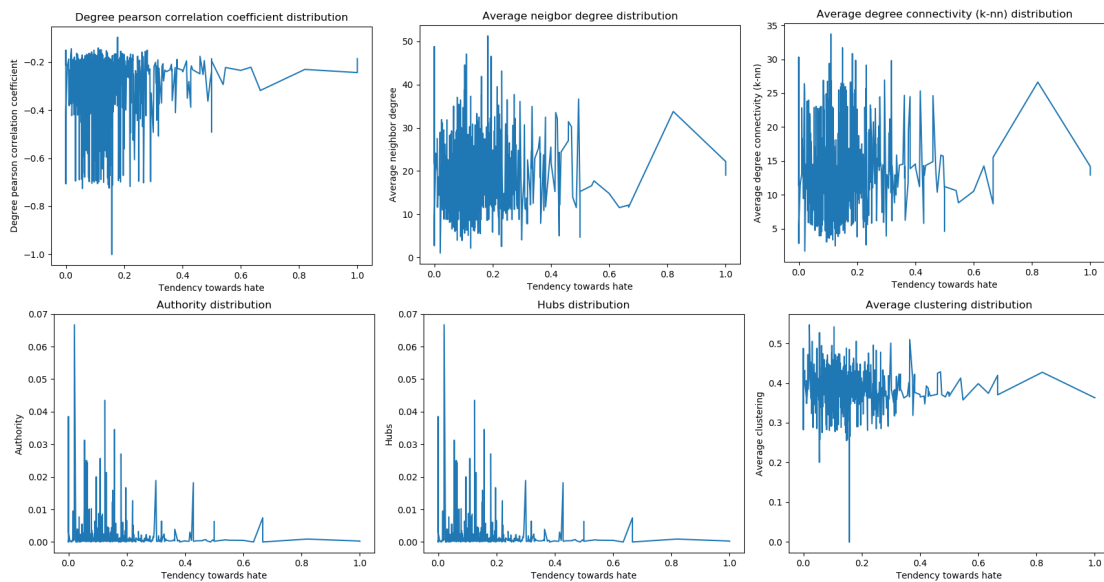 Degree pearson correlation coefficient distribution
Degree pearson correlation coefficient
−0.2
−0.4
−0.6
−0.8
−1.0
0.0 0.2 0.4 0.6 0.8 1.0
Tendency towards hate
Average neigbor degree distribution
Average neighbor degree
50
40
30
20
10
0
0.0 0.2 0.4 0.6 0.8 1.0
Tendency towards hate
Average degree connectivity (k-nn) distribution
Average degree connectivity (k-nn)
35
30
25
20
15
10
5
0.0 0.2 0.4 0.6 0.8 1.0
Tendency towards hate
Authority distribution
Authority
0.07
0.06
0.05
0.04
0.03
0.02
0.01
0.00
0.0 0.2 0.4 0.6 0.8 1.0
Tendency towards hate
Hubs distribution
Hubs
0.07
0.06
0.05
0.04
0.03
0.02
0.01
0.00
0.0 0.2 0.4 0.6 0.8 1.0
Tendency towards hate
Average clustering distribution
Average clustering
0.5
0.4
0.3
0.2
0.1
0.0
0.0 0.2 0.4 0.6 0.8 1.0
Tendency towards hate